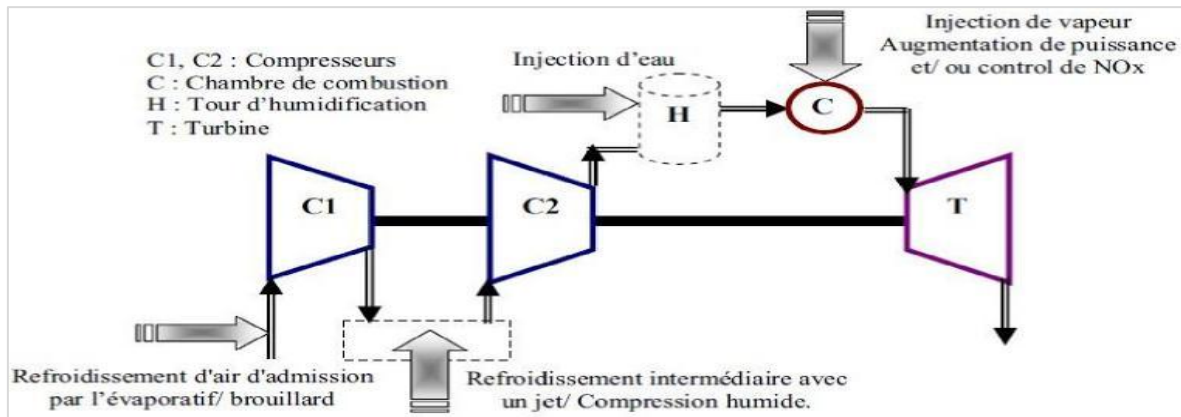 C1, C2 : Compresseurs
C : Chambre de combustion
H : Tour d'humidification
T : Turbine
Injection d'eau
Injection de vapeur
Augmentation de puissance
et/ ou control de NOx
H
C
C1
C2
T
Refroidissement d'air d'admission
par l'évaporatif/ brouillard
Refroidissement intermédiaire avec
un jet/ Compression humide.